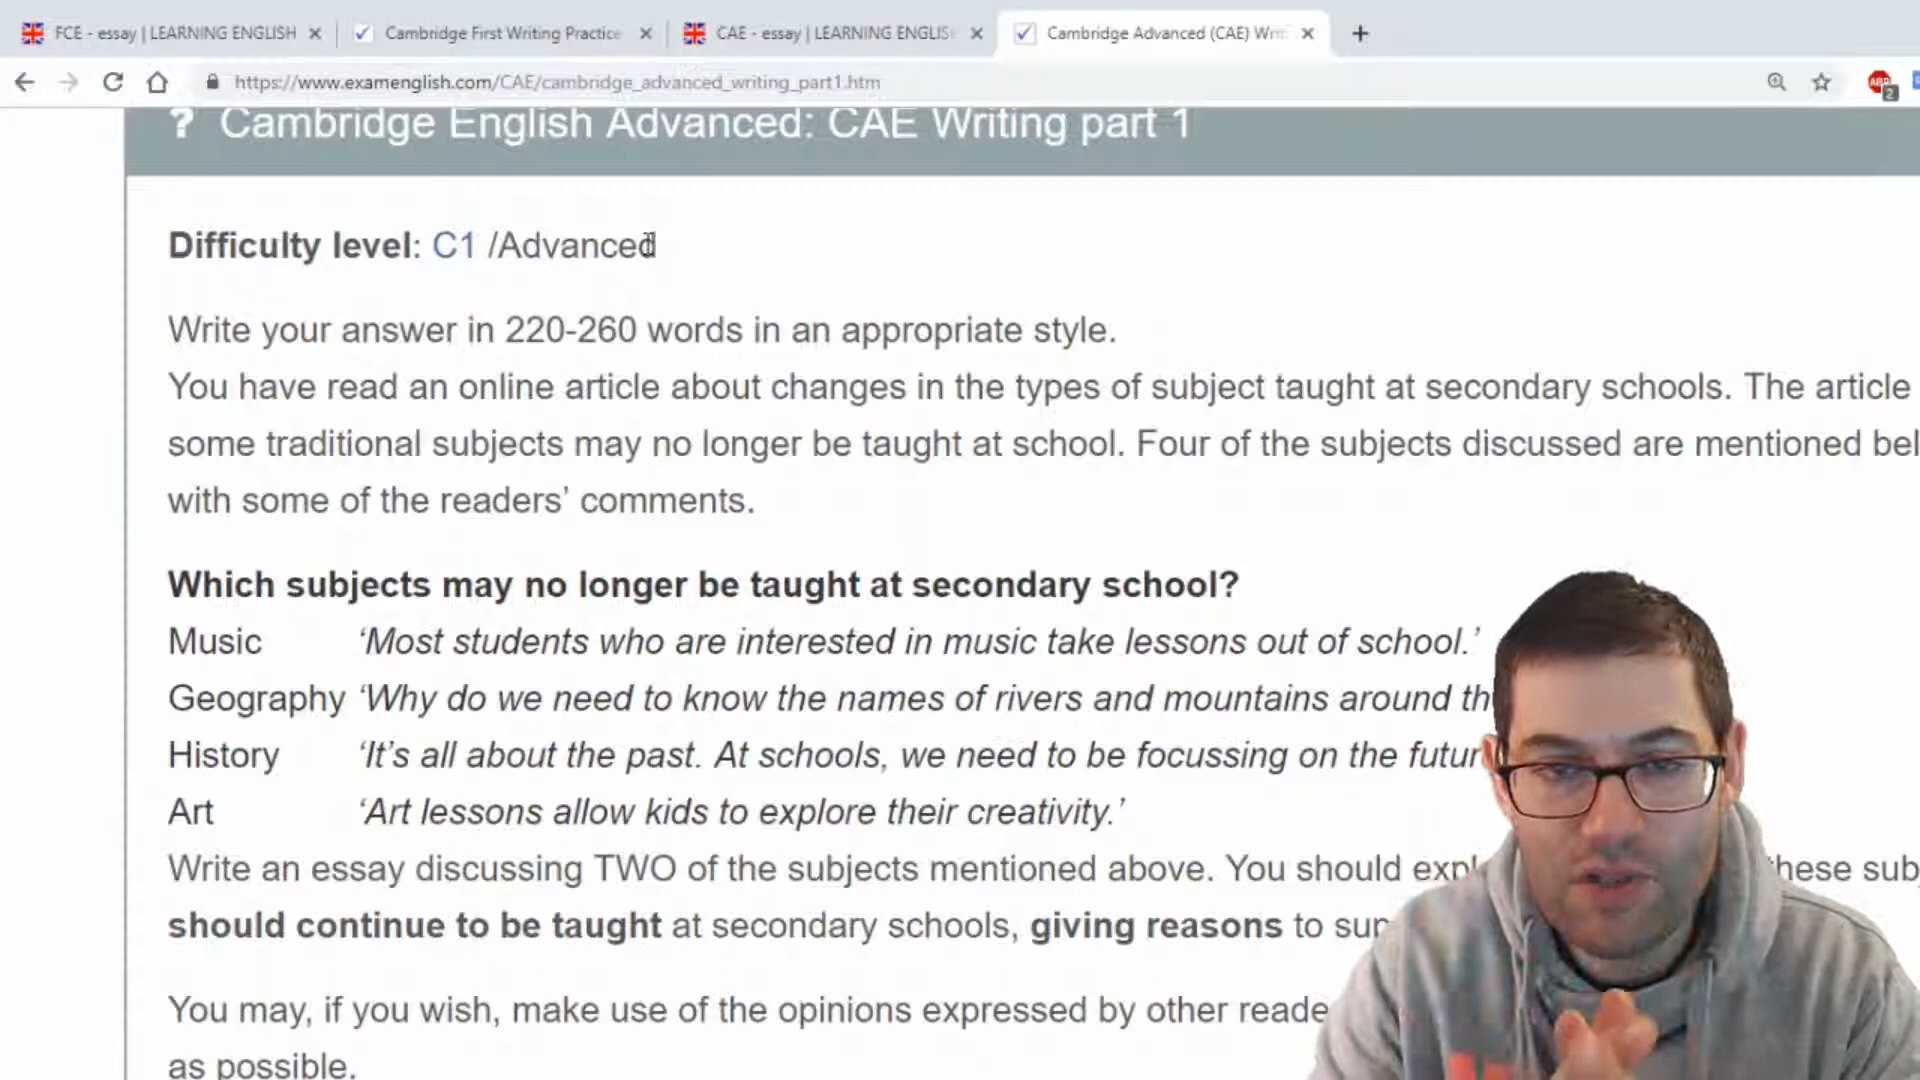 FCE - essay | LEARNING ENGLISH
Cambridge First Writing Practice
CAE - essay | LEARNING ENGLIS
Cambridge Advanced (CAE) Wri
https://www.examenglish.com/CAE/cambridge_advanced_writing_part1.htm
ABP
2
? Cambridge English Advanced: CAE Writing part 1
Difficulty level: C1 /Advanced
Write your answer in 220-260 words in an appropriate style.
You have read an online article about changes in the types of subject taught at secondary schools. The article
some traditional subjects may no longer be taught at school. Four of the subjects discussed are mentioned bel
with some of the readers’ comments.
Which subjects may no longer be taught at secondary school?
Music ‘Most students who are interested in music take lessons out of school.’
Geography ‘Why do we need to know the names of rivers and mountains around th
History ‘It’s all about the past. At schools, we need to be focussing on the futur
Art ‘Art lessons allow kids to explore their creativity.’
Write an essay discussing TWO of the subjects mentioned above. You should expl hese sub
should continue to be taught at secondary schools, giving reasons to sup
You may, if you wish, make use of the opinions expressed by other reade
as possible.